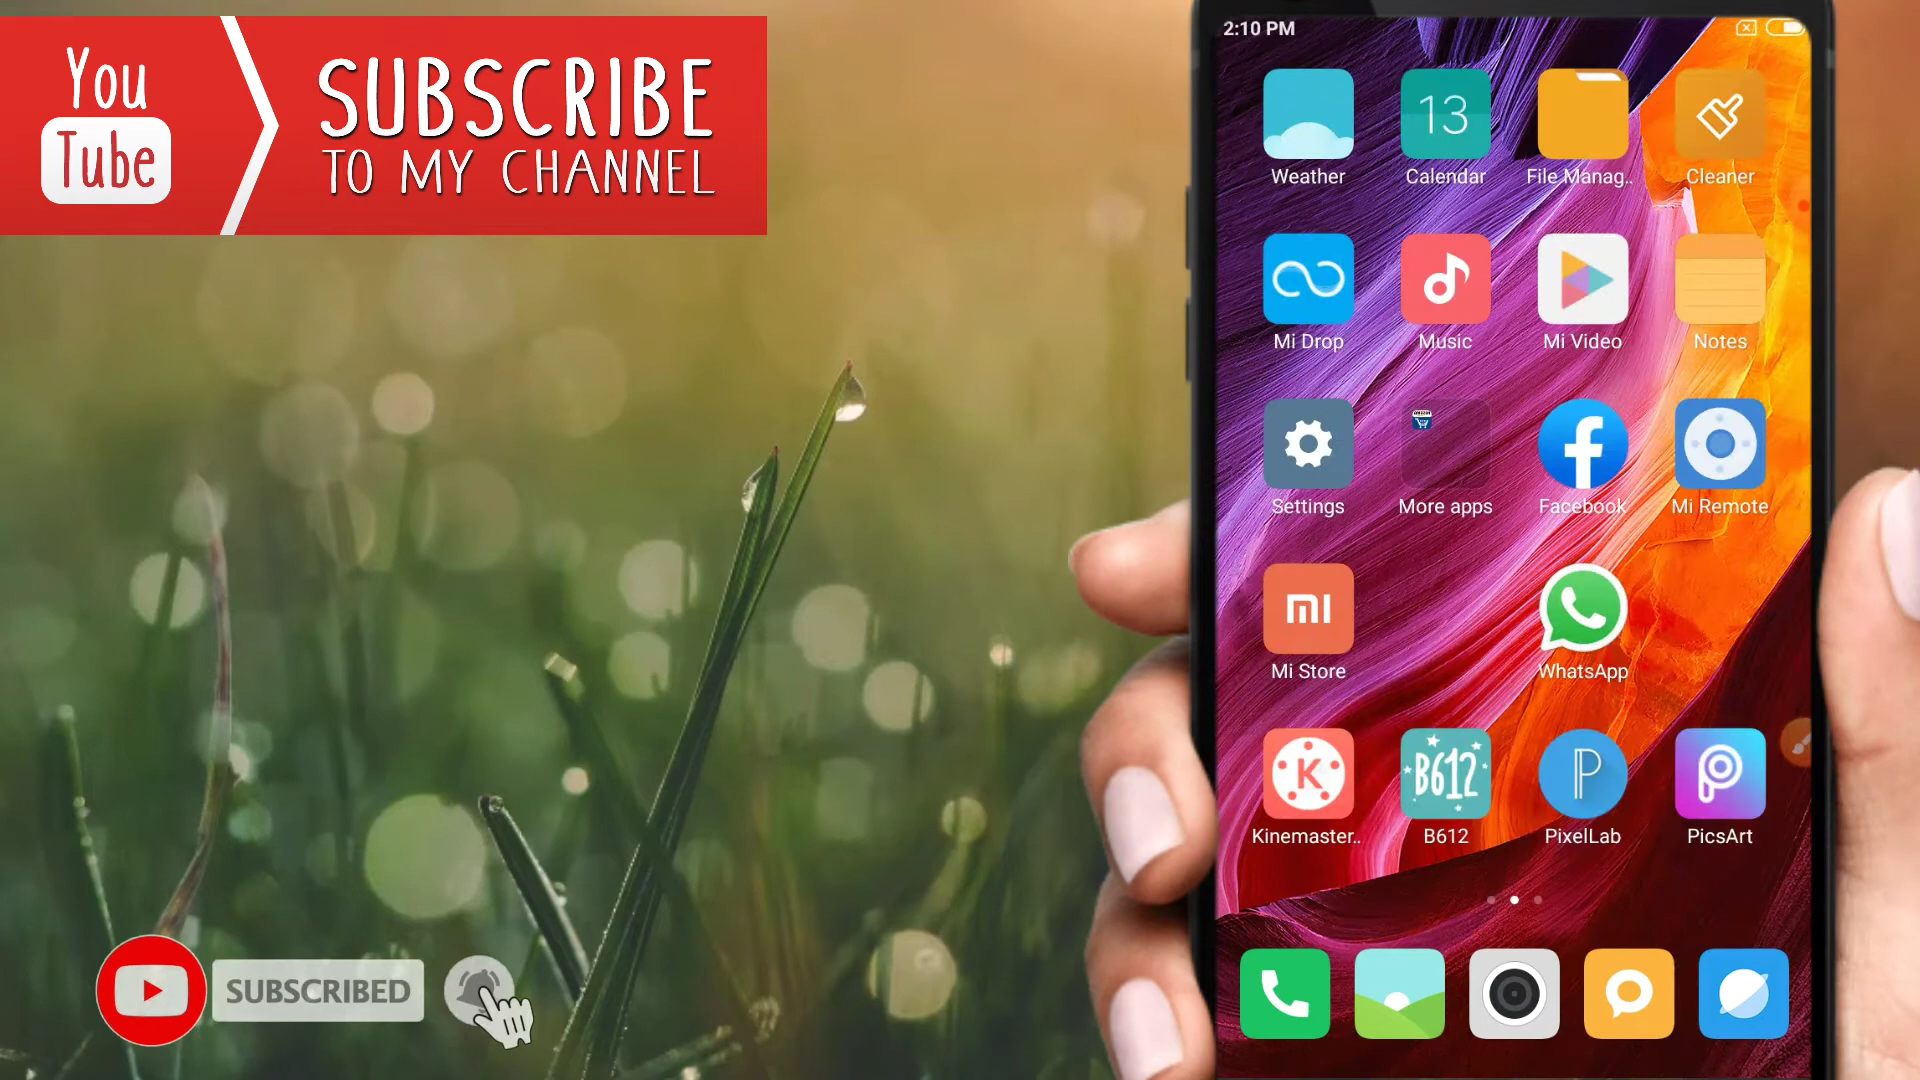 You
Tube
SUBSCRIBE
TO MY CHANNEL
2:10 PM
13
Weather
Calendar
File Manag..
Cleaner
Mi Drop
Music
Mi Video
Notes
Settings
More apps
Facebook
Mi Remote
Mi Store
WhatsApp
K
B612
Kinemaster..
B612
PixelLab
PicsArt
SUBSCRIBED